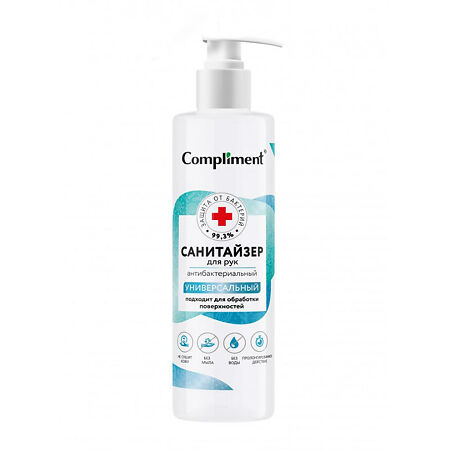 Compliment®
ЗАЩИТА ОТ БАКТЕРИЙ
99,3%
САНИТАЙЗЕР
для рук
антибактериальный
УНИВЕРСАЛЬНЫЙ
подходит для обработки
поверхностей
НЕ СУШИТ
КОЖУ
БЕЗ
МЫЛА
БЕЗ
ВОДЫ
ПРОЛОНГИРОВАННОЕ
ДЕЙСТВИЕ